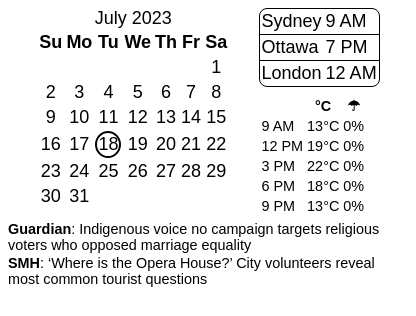 July 2023
Su Mo Tu We Th Fr Sa
1
2 3 4 5 6 7 8
9 10 11 12 13 14 15
16 17 18 19 20 21 22
23 24 25 26 27 28 29
30 31
Sydney 9 AM
Ottawa 7 PM
London 12 AM
°C ☂
9 AM 13°C 0%
12 PM 19°C 0%
3 PM 22°C 0%
6 PM 18°C 0%
9 PM 13°C 0%
Guardian: Indigenous voice no campaign targets religious
voters who opposed marriage equality
SMH: ‘Where is the Opera House?’ City volunteers reveal
most common tourist questions